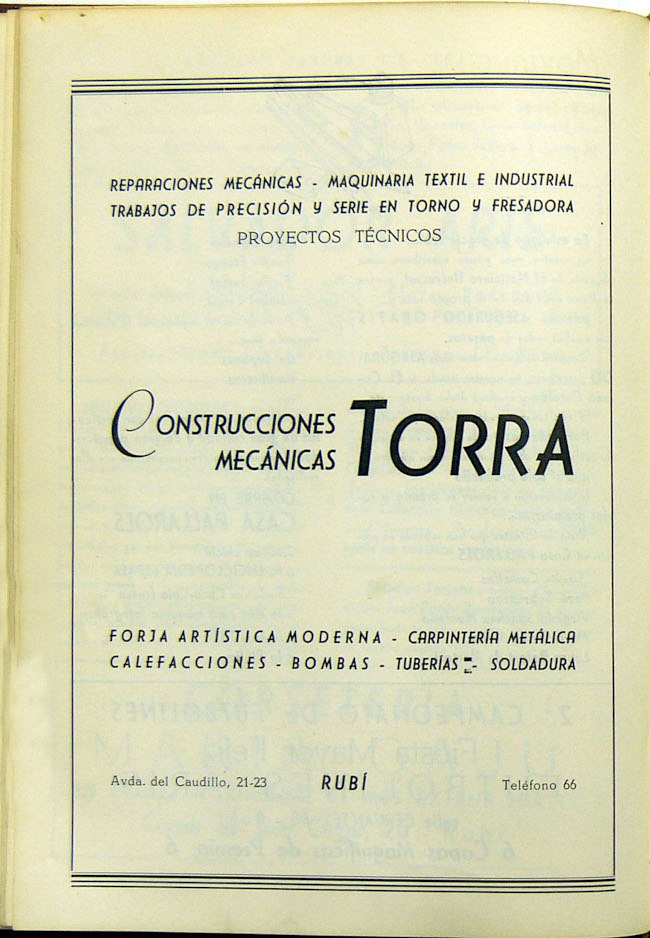 REPARACIONES MECÁNICAS - MAQUINARIA TEXTIL E INDUSTRIAL
TRABAJOS DE PRECISIÓN Y SERIE EN TORNO Y FRESADORA
PROYECTOS TÉCNICOS
CONSTRUCCIONES MECÁNICAS TORRA
FORJA ARTÍSTICA MODERNA - CARPINTERÍA METÁLICA
CALEFACCIONES - BOMBAS - TUBERÍAS - SOLDADURA
Avda. del Caudillo, 21-23 RUBÍ Teléfono 66